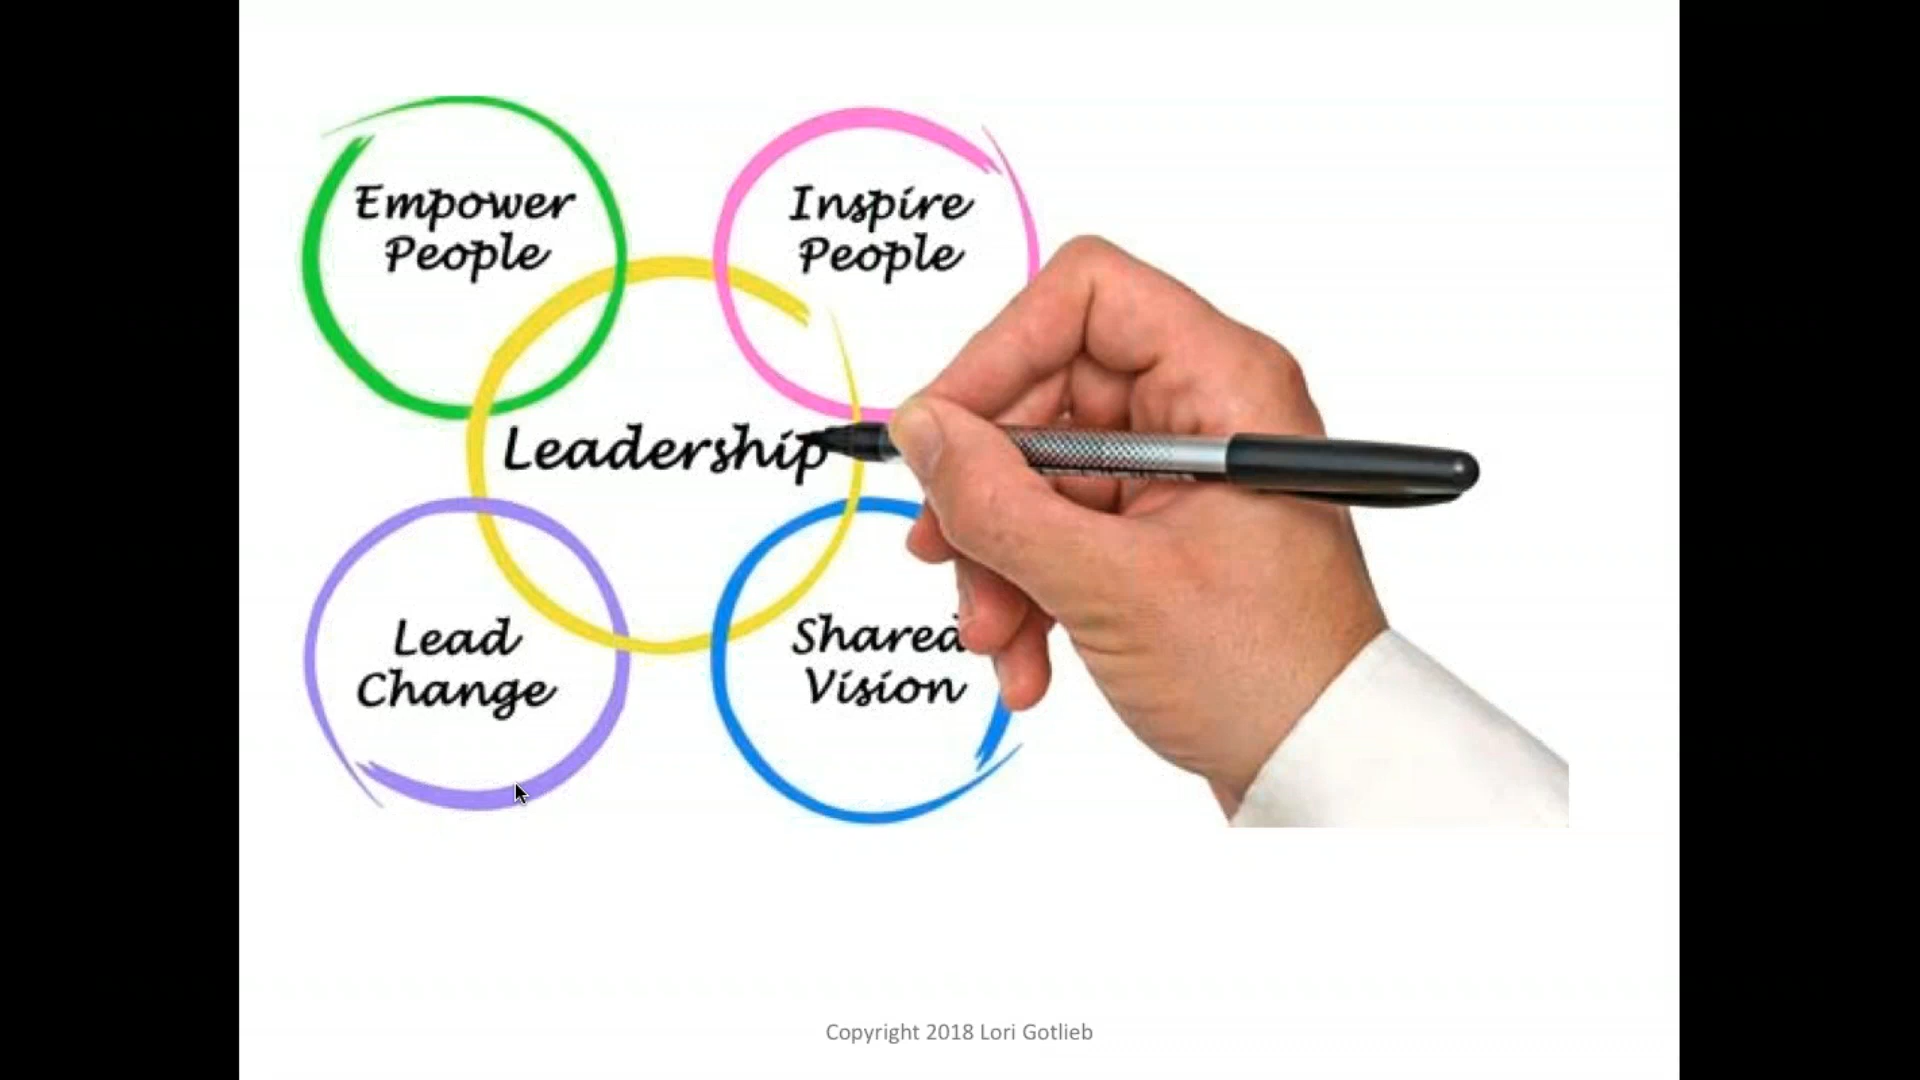 Empower
People
Inspire
People
Leadership
Lead
Change
Shared
Vision
Copyright 2018 Lori Gotlieb